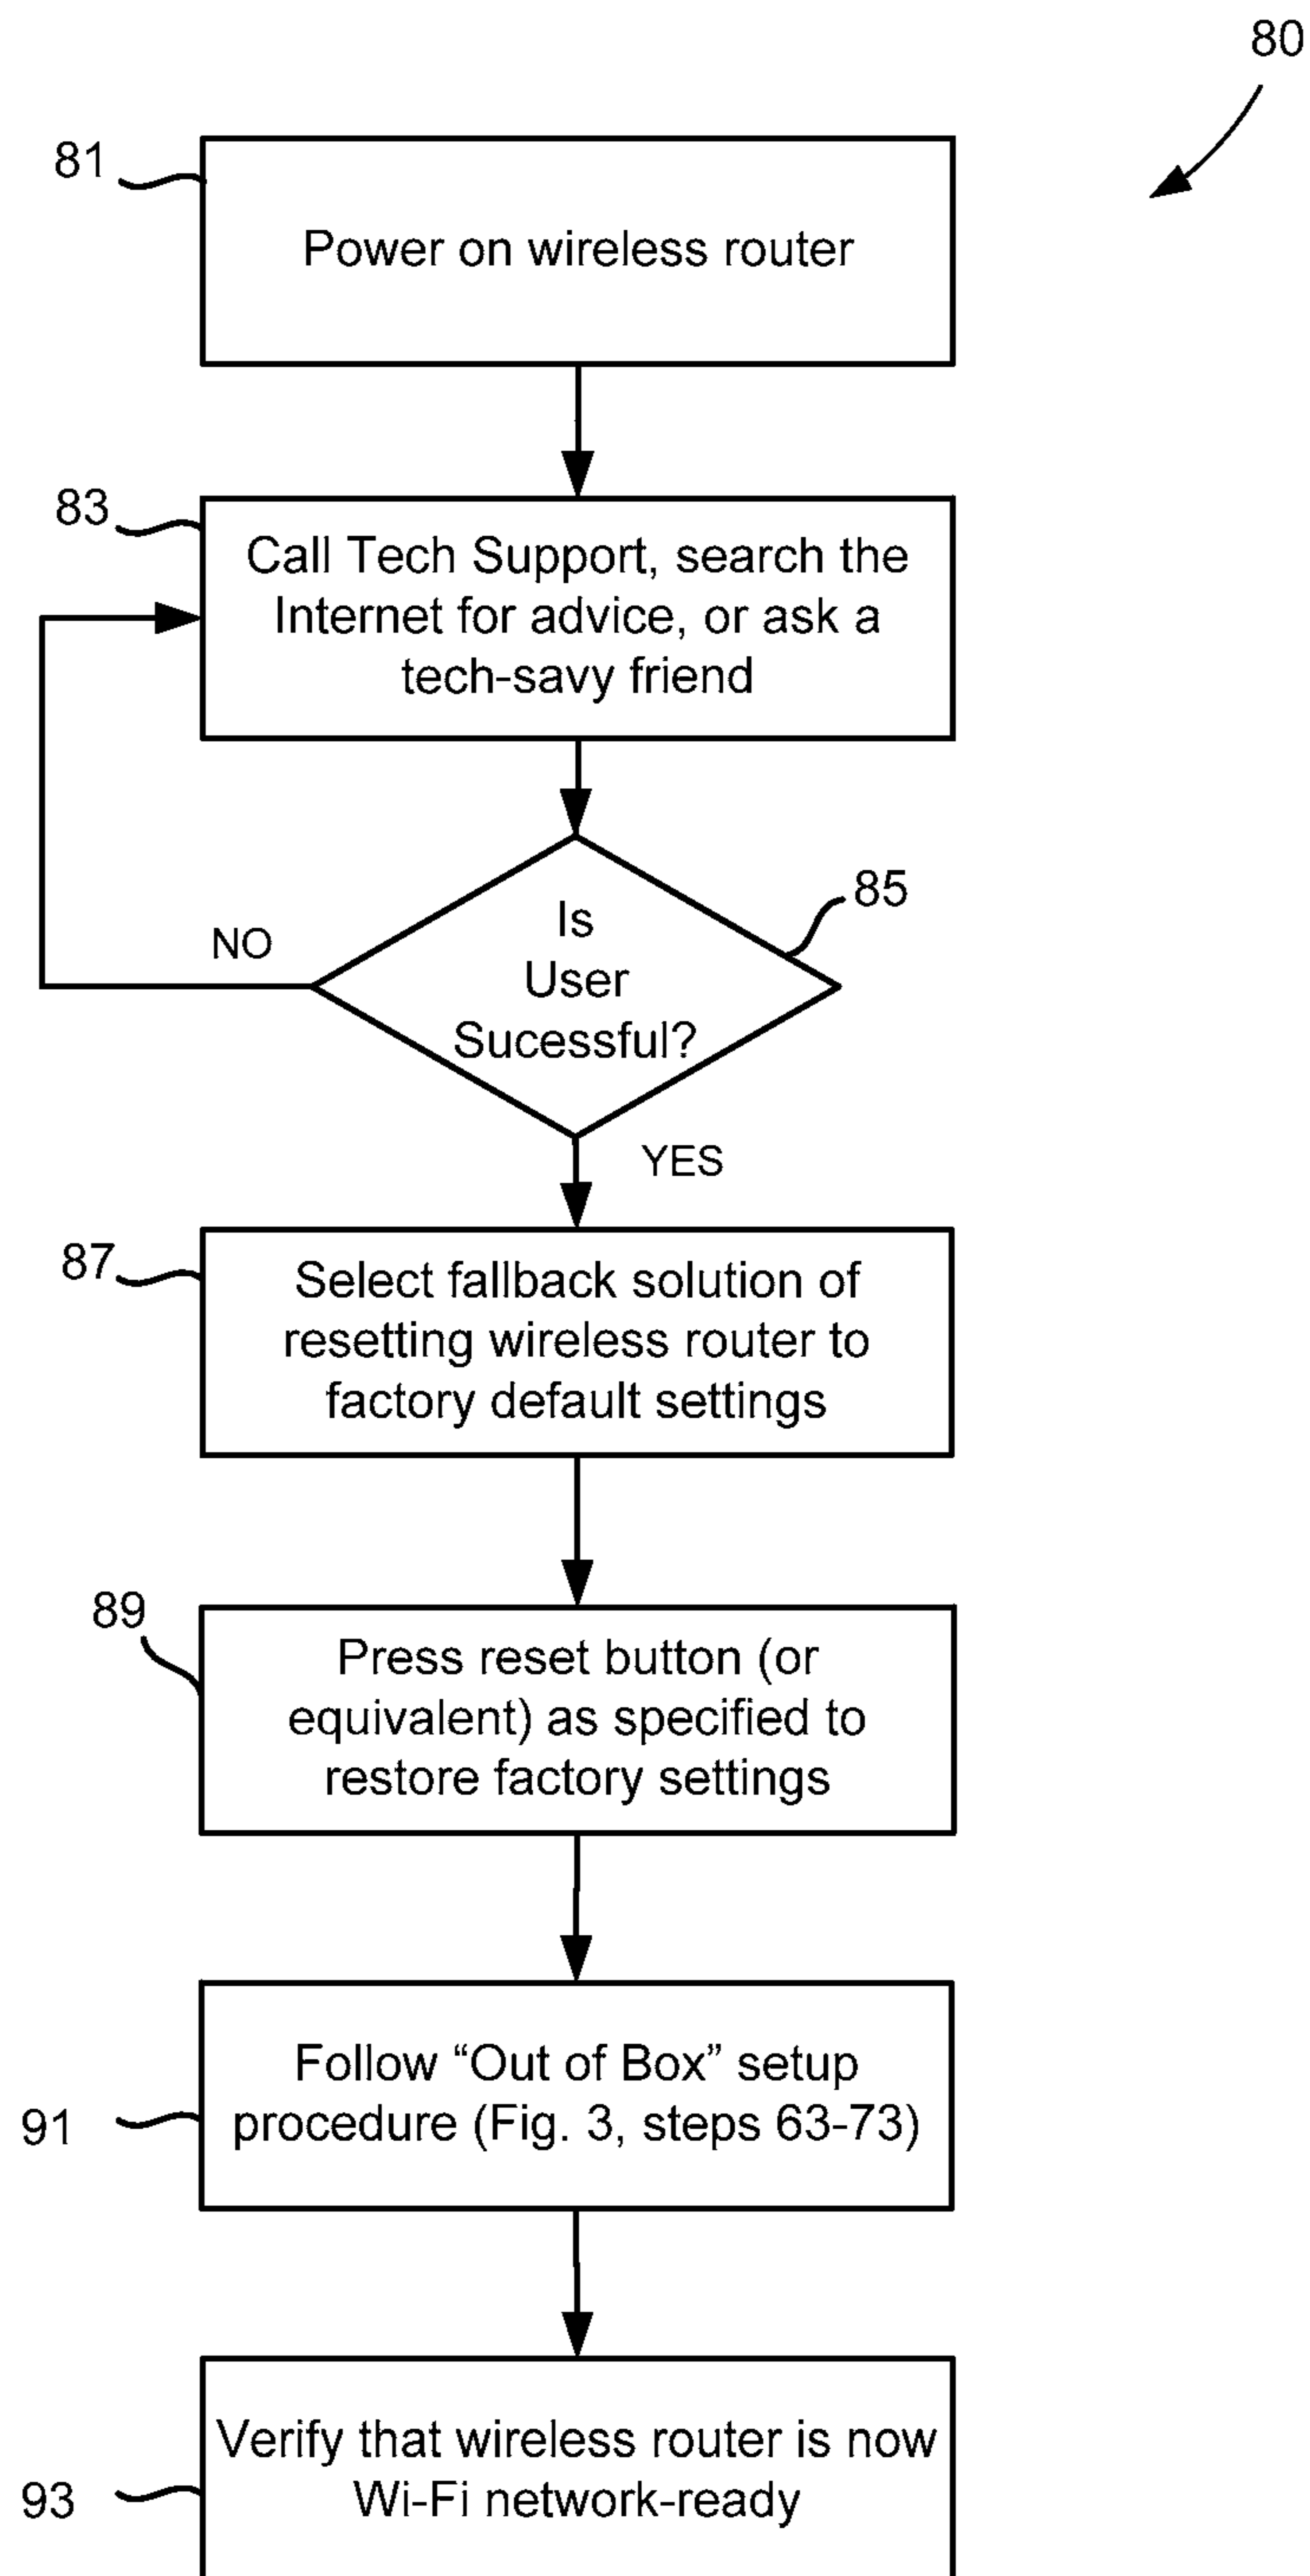 80
81
Power on wireless router
83
Call Tech Support, search the
Internet for advice, or ask a
tech-savy friend
85
Is
User
Sucessful?
NO
YES
87
Select fallback solution of
resetting wireless router to
factory default settings
89
Press reset button (or
equivalent) as specified to
restore factory settings
91
Follow “Out of Box” setup
procedure (Fig. 3, steps 63-73)
93
Verify that wireless router is now
Wi-Fi network-ready